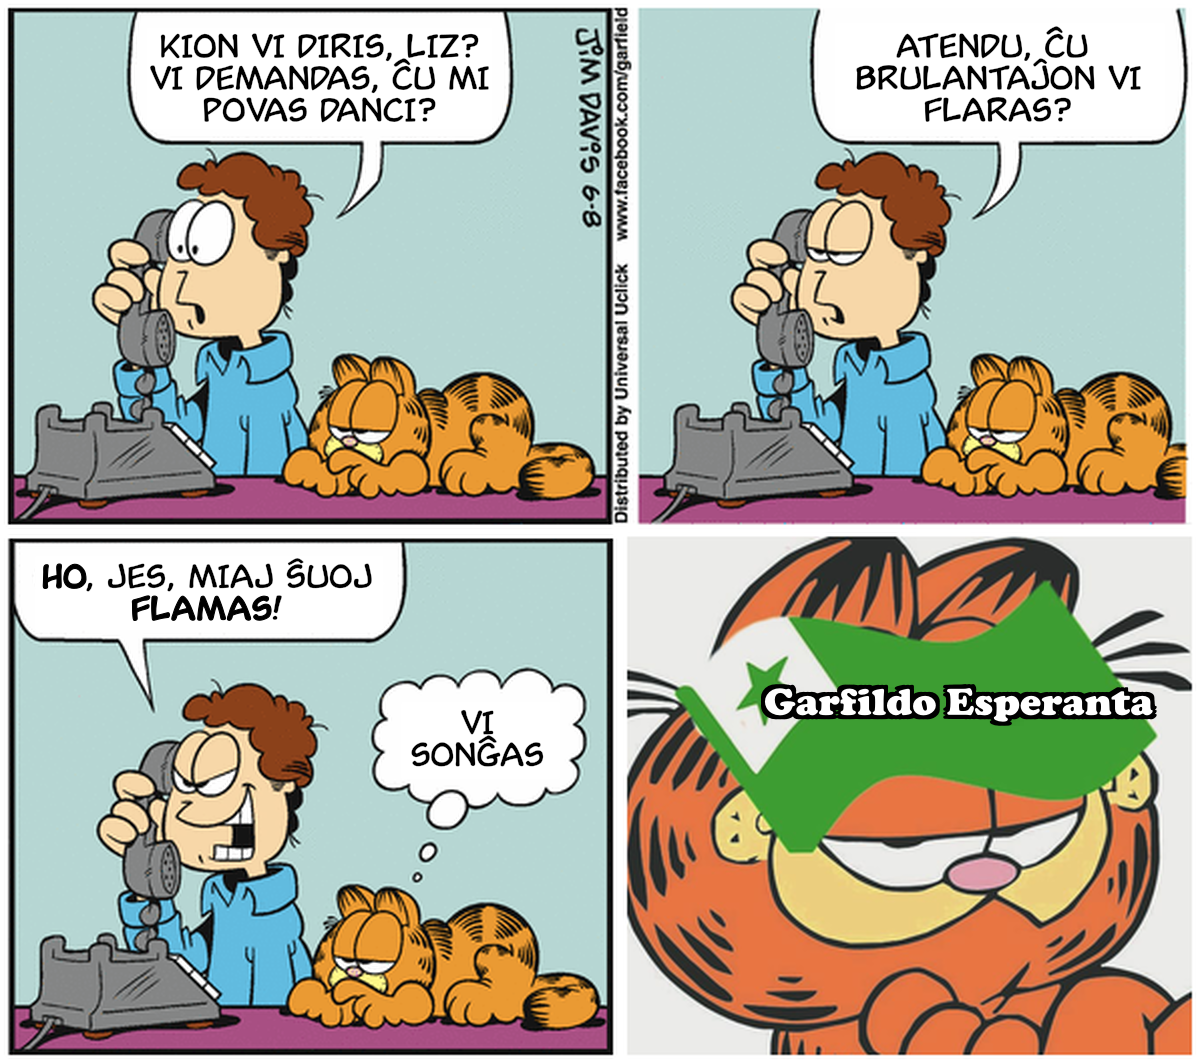 KION VI DIRIS, LIZ?
VI DEMANDAS, ĈU MI
POVAS DANCI?
JIM DAVIS 6-8
Distributed by Universal Uclick www.facebook.com/garfield
ATENDU, ĈU
BRULANTAĴON VI
FLARAS?
HO, JES, MIAJ ŜUOJ
FLAMAS!
VI
SONĜAS
Garfildo Esperanta